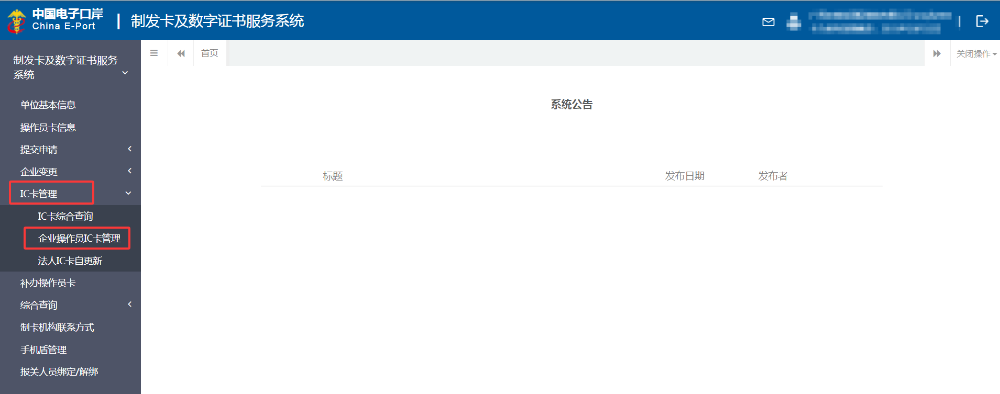 中国电子口岸
China E-Port
制发卡及数字证书服务系统
制发卡及数字证书服务
系统
首页
关闭操作
单位基本信息
操作员卡信息
提交申请
企业变更
IC卡管理
IC卡综合查询
企业操作员IC卡管理
法人IC卡自更新
补办操作员卡
综合查询
制卡机构联系方式
手机盾管理
报关人员绑定/解绑
系统公告
标题 发布日期 发布者